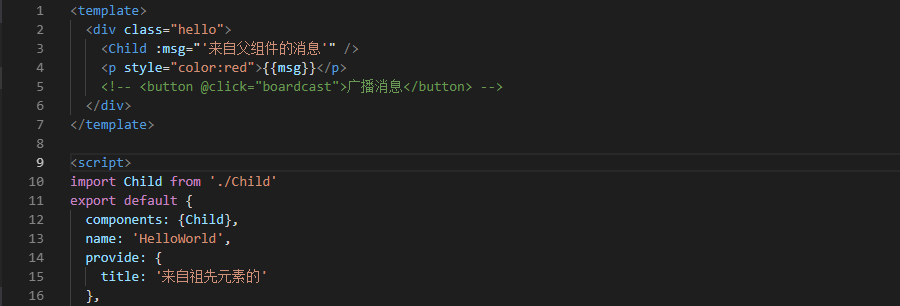 1 <template>
2   <div class="hello">
3     <Child :msg="'来自父组件的消息'" />
4     <p style="color:red">{{msg}}</p>
5     <!-- <button @click="boardcast">广播消息</button> -->
6   </div>
7 </template>
8
9 <script>
10 import Child from './Child'
11 export default {
12   components: {Child},
13   name: 'HelloWorld',
14   provide: {
15     title: '来自祖先元素的'
16   },